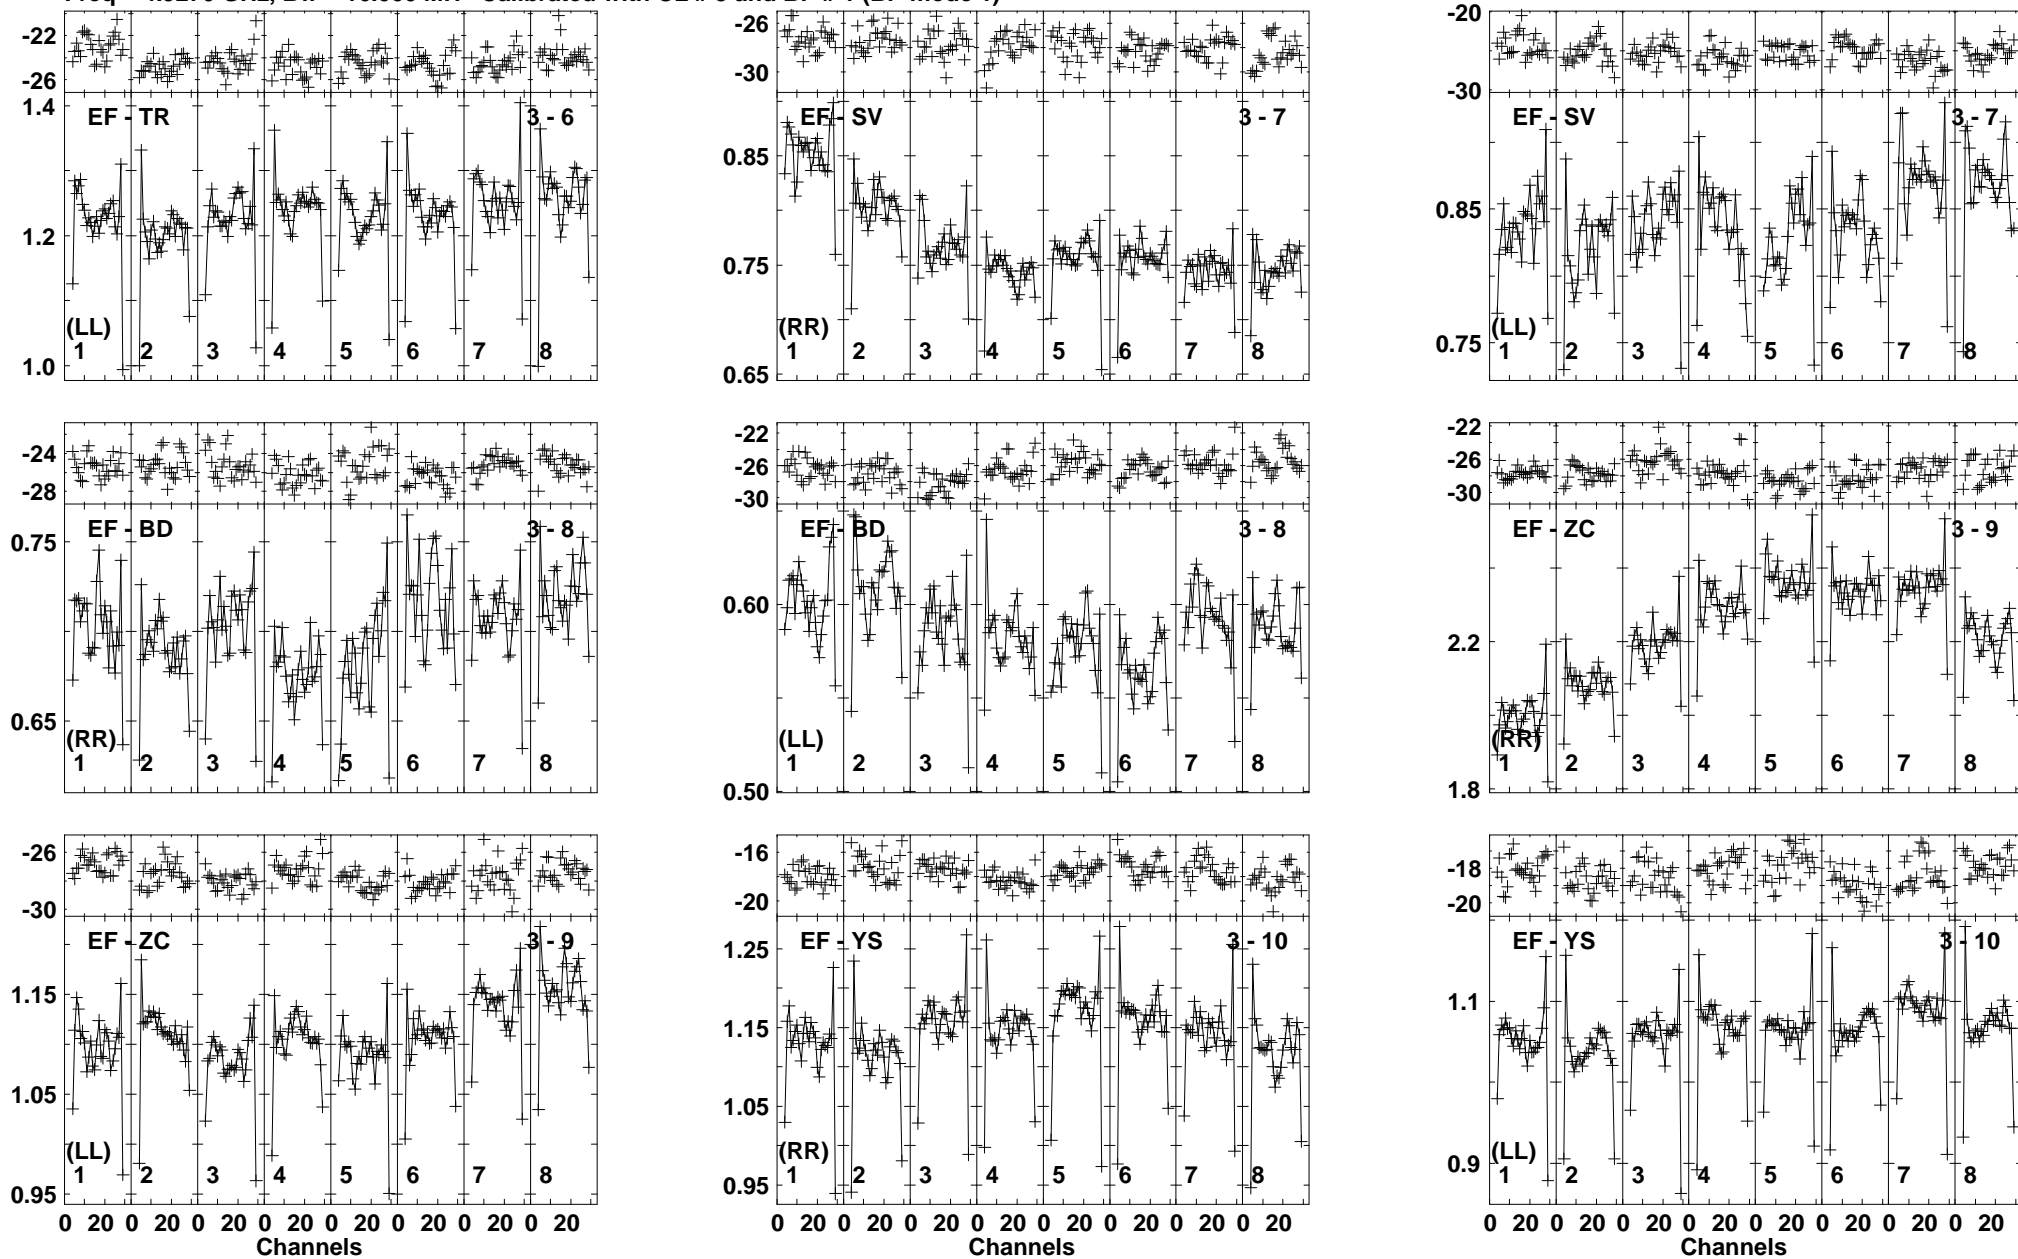 -22 -26 -26 -30 -20 -30
1.4 EF - TR 3 - 6 EF - SV 3 - 7 EF - SV 3 - 7
0.85 0.85
1.2
0.75
(LL) (RR) (LL) 0.75
1 2 3 4 5 6 7 8 1 2 3 4 5 6 7 8 1 2 3 4 5 6 7 8
1.0 0.65
-24 -28 -22 -26 -30 -22 -26 -30
EF - BD 3 - 8 EF - BD 3 - 8 EF - ZC 3 - 9
0.75 0.60 2.2
0.65
(RR) (LL) (RR)
1 2 3 4 5 6 7 8 1 2 3 4 5 6 7 8 1 2 3 4 5 6 7 8
0.50 1.8
-26 -30 -16 -20 -18 -20
EF - ZC 3 - 9 EF - YS 3 - 10 EF - YS 3 - 10
1.25
1.15 1.15 1.1
1.05 1.05
(LL) (RR) (LL)
1 2 3 4 5 6 7 8 1 2 3 4 5 6 7 8 1 2 3 4 5 6 7 8
0.95 0.95 0.9
0 20 0 20 0 20 0 20 0 20 0 20 0 20 0 20 0 20 0 20 0 20 0 20 0 20 0 20 0 20 0 20 0 20 0 20 0 20 0 20 0 20 0 20 0 20 0 20
Channels Channels Channels